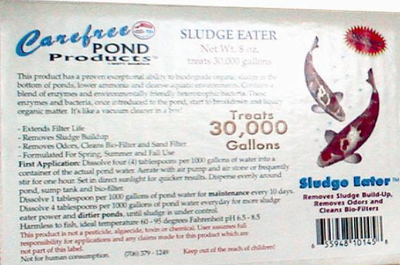 Carefree
POND
Products™
SLUDGE EATER
Net Wt. 8 oz.
treats 30,000 gallons
This product has a proven exceptional ability to biodegrade organic sludge in the
bottom of ponds, lower ammonia and cleanse aquatic environment. Contains a
blend of enzymes and environmentally friendly heterotrophic bacteria. These
enzymes and bacteria, once introduced to the pond, start to breakdown and liquify
organic matter. It's like a vacuum cleaner in a box!
- Extends Filter Life
- Removes Sludge Buildup
- Removes Odors, Cleans Bio-Filter and Sand Filter
- Formulated For Spring, Summer and Fall Use
Treats
30,000
Gallons
First Application: Dissolve four (4) tablespoons per 1000 gallons of water into a
container of the actual pond water. Aerate with air pump and air stone or frequently
stir for one hour. Set in direct sunlight for quicker results. Disperse evenly around
pond, sump tank and bio-filter.
Dissolve 1 tablespoon per 1000 gallons of pond water for maintenance every 10 days.
Dissolve 4 tablespoons per 1000 gallons of pond water everyday for more sludge
eater power and dirtier ponds, until sludge is under control.
Harmless to fish, ideal temperature 60 - 95 degrees Fahrenheit pH 6.5 - 8.5
This product is not a pesticide, algaecide, toxin or chemical. User assumes full
responsibility for applications and any claims made for this product which are
not part of this label.
Not for human consumption. (706) 379 - 1249 Keep out of the reach of children!
Sludge Eater™
Removes Sludge Build-Up,
Removes Odors and
Cleans Bio-Filters
6 55948 10145 8